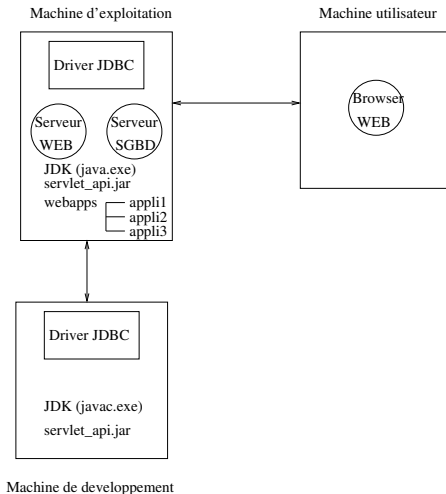 Machine d'exploitation
Machine utilisateur
Driver JDBC
Serveur
WEB
Serveur
SGBD
Browser
WEB
JDK (java.exe)
servlet_api.jar
webapps
appli1
appli2
appli3
Driver JDBC
JDK (javac.exe)
servlet_api.jar
Machine de developpement